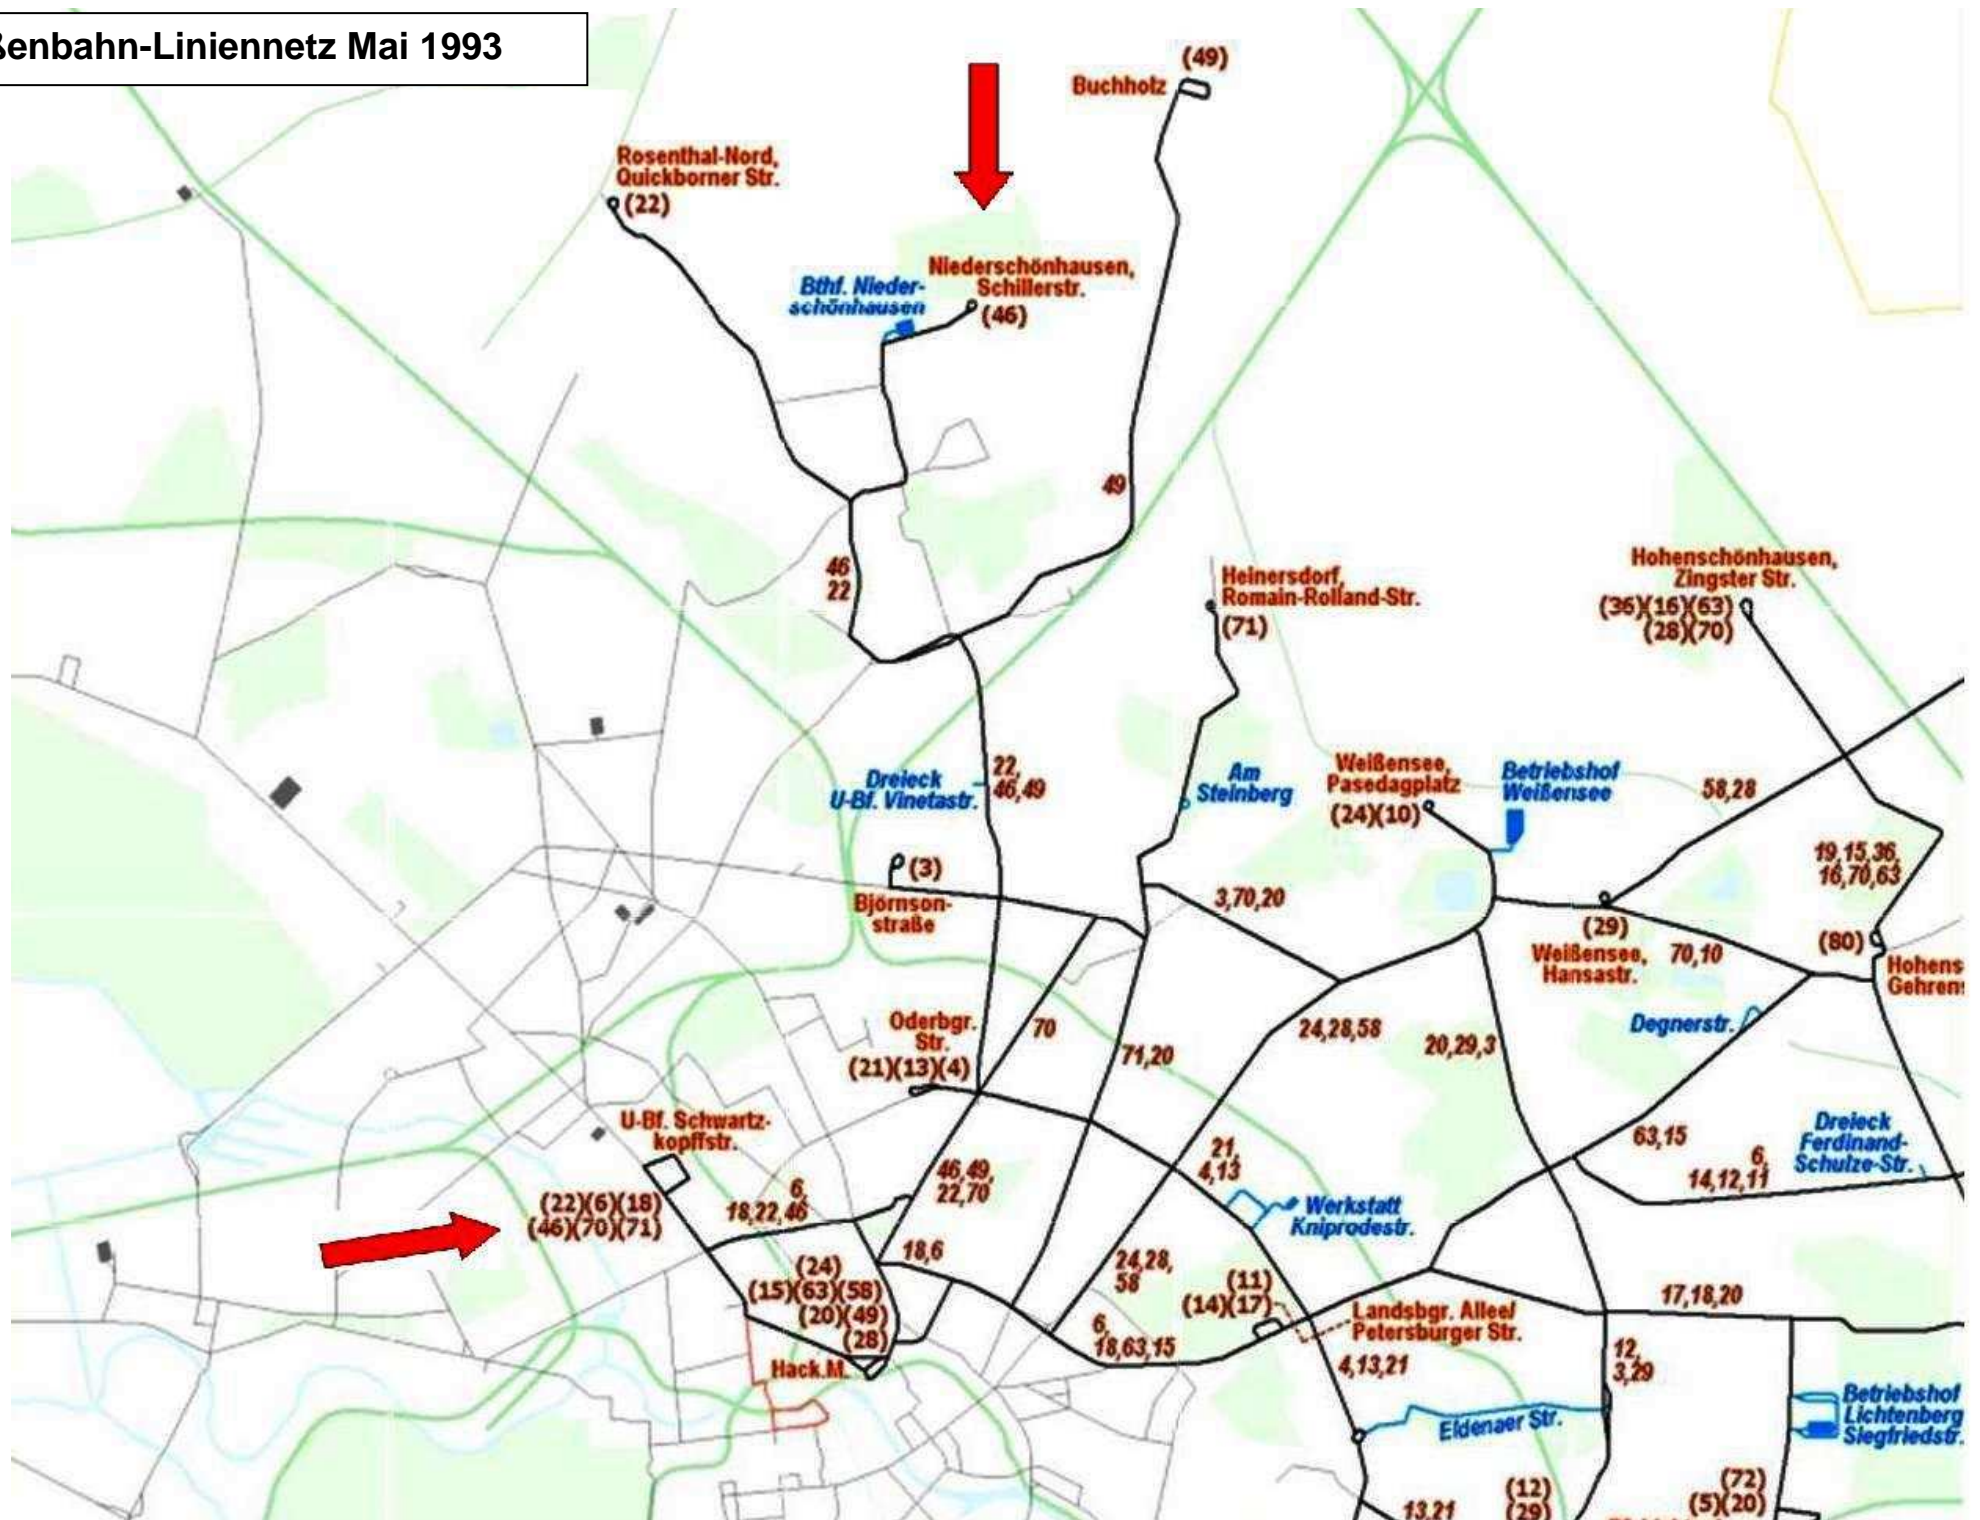 ßenbahn-Liniennetz Mai 1993
(49)
Buchholz
Rosenthal-Nord,
Quickborner Str.
(22)
Niederschönhausen,
Schillerstr.
(46)
Bthf. Nieder-
schönhausen
49
46
22
Heinersdorf,
Romain-Rolland-Str.
(71)
Hohenschönhausen,
Zingster Str.
(36)(16)(63)
(28)(70)
Dreieck
U-Bf. Vinetastr.
22,
46,49
Am
Steinberg
Weißensee,
Pasedagplatz
(24)(10)
Betriebshof
Weißensee
58,28
19,15,36,
16,70,63
(3)
Björnson-
straße
3,70,20
(29)
Weißensee,
Hansastr.
70,10
(80)
Hohens
Gehrens
Oderbgr.
Str.
(21)(13)(4)
70
71,20
24,28,58
20,29,3
Degnerstr.
U-Bf. Schwartz-
kopffstr.
(22)(6)(18)
(46)(70)(71)
6,
18,22,46
46,49,
22,70
21,
4,13
Werkstatt
Kniprodestr.
63,15
6,
14,12,11
Dreieck
Ferdinand-
Schulze-Str.
18,6
(24)
(15)(63)(58)
(20)(49)
(28)
Hack.M.
24,28,
58
6,
18,63,15
(11)
(14)(17)
Landsbgr. Allee/
Petersburger Str.
17,18,20
4,13,21
12,
3,29
Eldenaer Str.
Betriebshof
Lichtenberg
Siegfriedstr.
13,21
(12)
(29)
(72)
(5)(20)